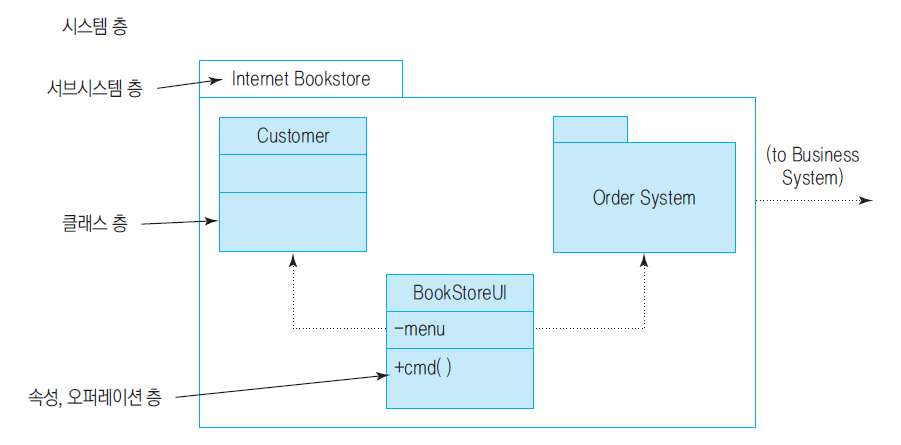 시스템 층
서브시스템 층
Internet Bookstore
Customer
(to Business
System)
Order System
클래스 층
BookStoreUI
-menu
+cmd( )
속성, 오퍼레이션 층